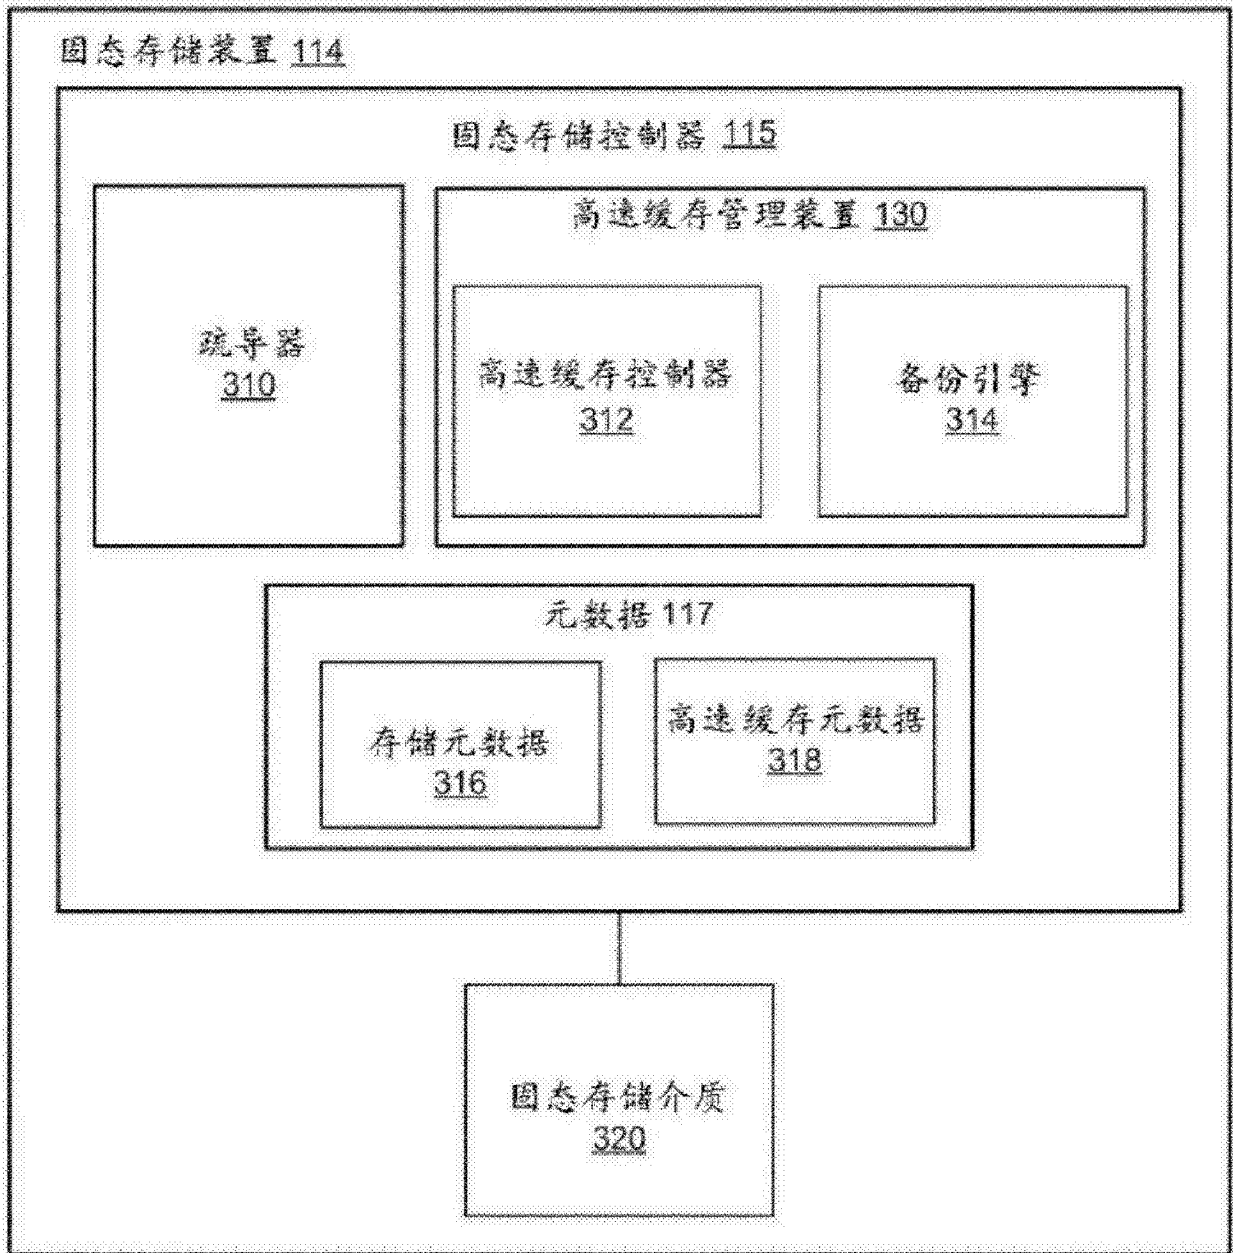 固态存储装置 114
固态存储控制器 115
疏导器
310
高速缓存管理装置 130
高速缓存控制器
312
备份引擎
314
元数据 117
存储元数据
316
高速缓存元数据
318
固态存储介质
320